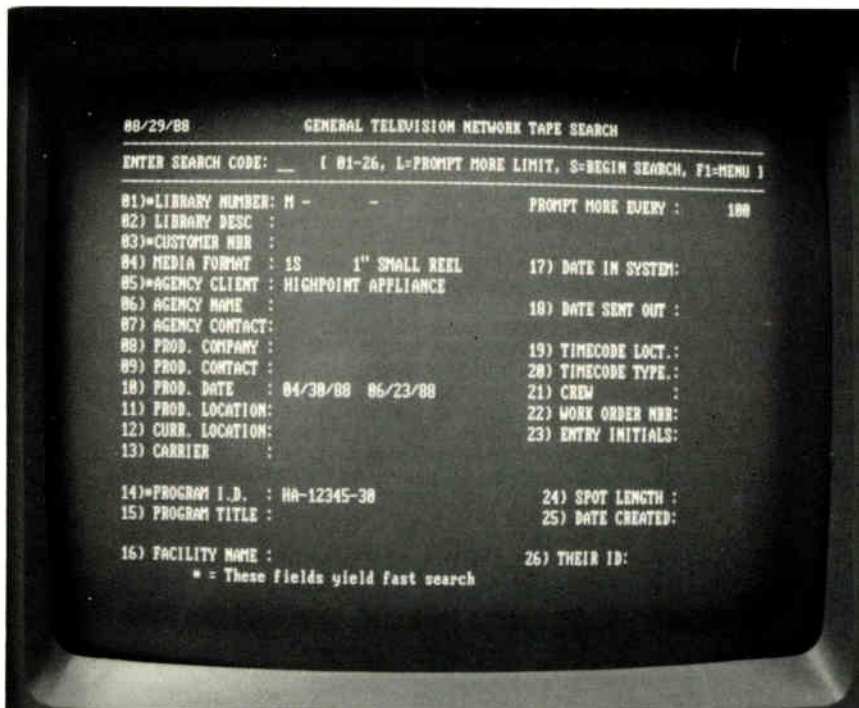 08/29/88 GENERAL TELEVISION NETWORK TAPE SEARCH
ENTER SEARCH CODE: __ [ 01-26, L=PROMPT MORE LIMIT, S=BEGIN SEARCH, F1=MENU ]
01)*LIBRARY NUMBER: M - - PROMPT MORE EVERY : 100
02) LIBRARY DESC :
03)*CUSTOMER NBR :
04) MEDIA FORMAT : 1S 1" SMALL REEL 17) DATE IN SYSTEM:
05)*AGENCY CLIENT : HIGHPOINT APPLIANCE
06) AGENCY NAME : 18) DATE SENT OUT :
07) AGENCY CONTACT:
08) PROD. COMPANY : 19) TIMECODE LOCT.:
09) PROD. CONTACT : 20) TIMECODE TYPE.:
10) PROD. DATE : 04/30/88 06/23/88 21) CREW :
11) PROD. LOCATION: 22) WORK ORDER NBR:
12) CURR. LOCATION: 23) ENTRY INITIALS:
13) CARRIER :
14)*PROGRAM I.D. : HA-12345-30 24) SPOT LENGTH :
15) PROGRAM TITLE : 25) DATE CREATED:
16) FACILITY NAME : 26) THEIR ID:
* = These fields yield fast search